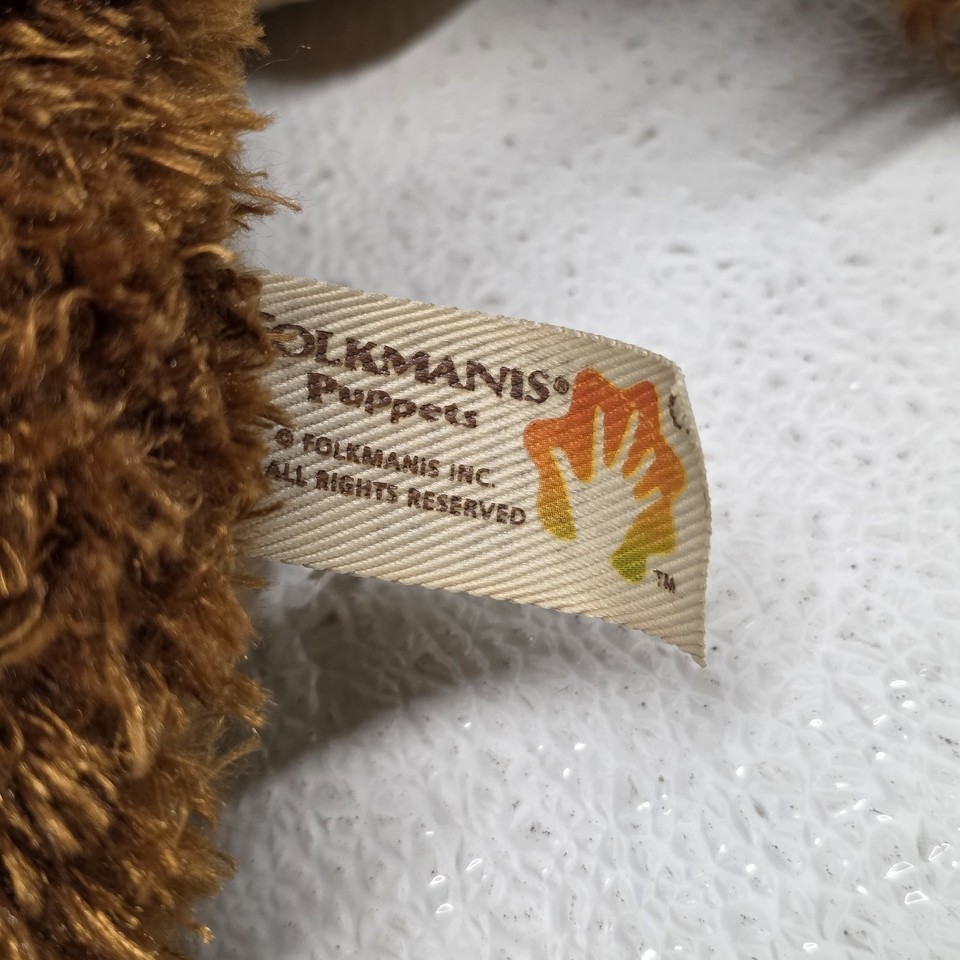 FOLKMANIS®
Puppets
© FOLKMANIS INC.
ALL RIGHTS RESERVED
TM